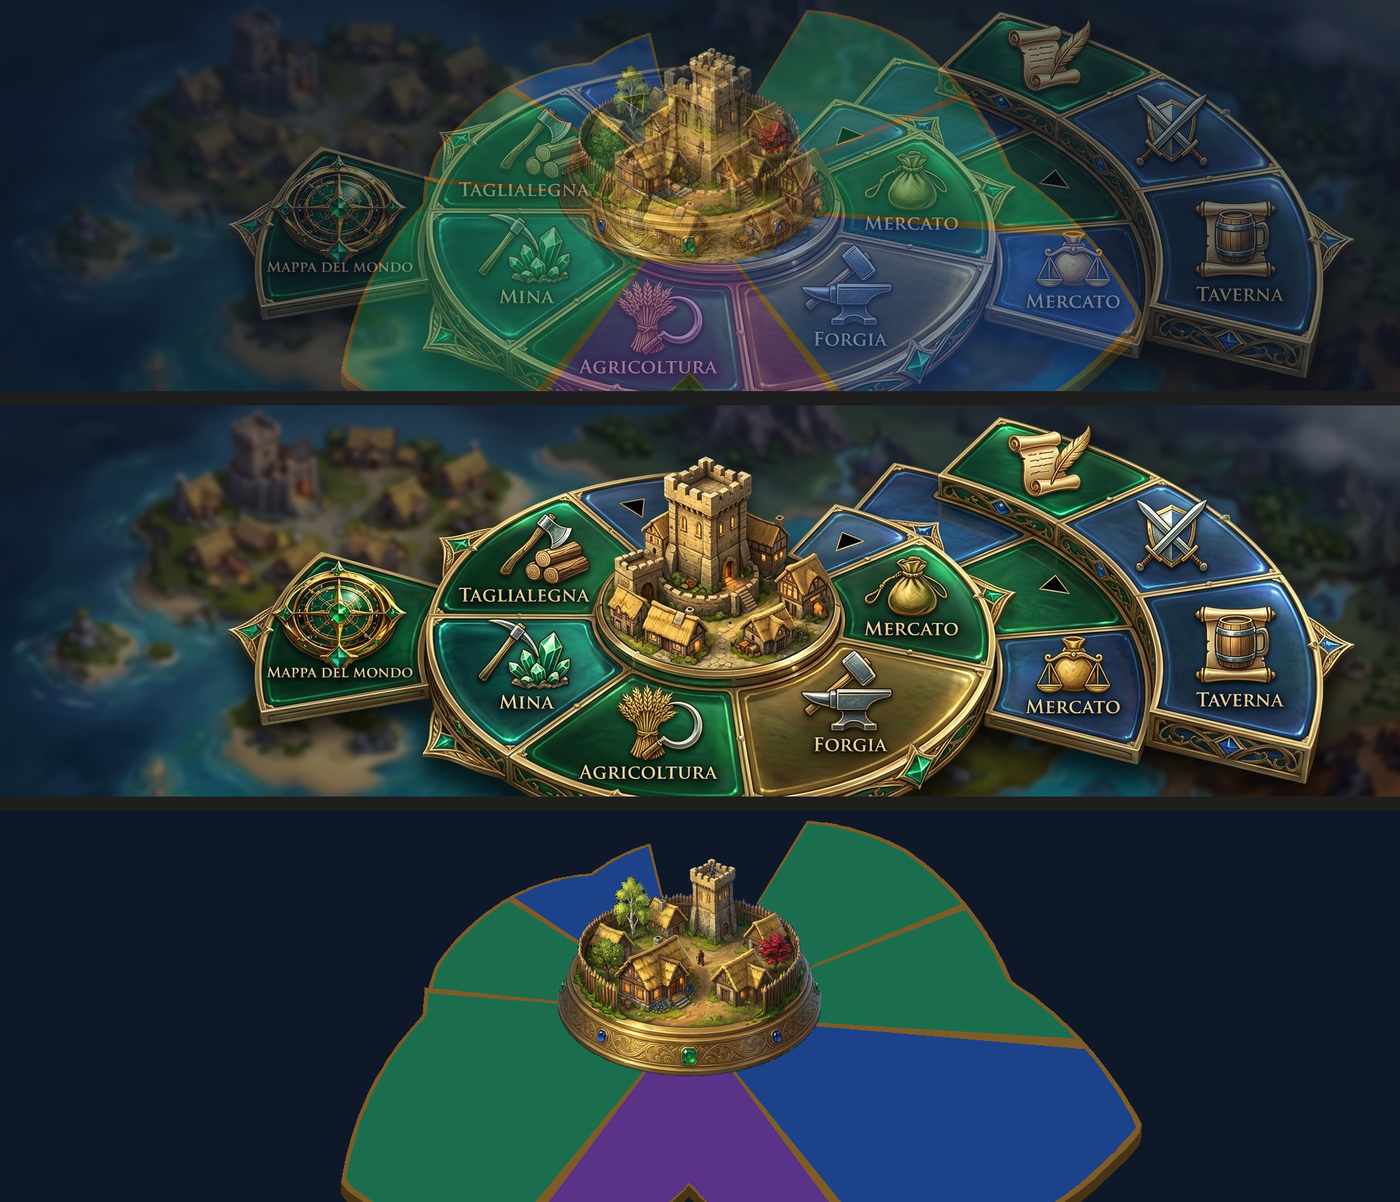 TAGLIALEGNA
MERCATO
MAPPA DEL MONDO
MINA
MERCATO
TAVERNA
FORGIA
AGRICOLTURA
TAGLIALEGNA
MERCATO
MAPPA DEL MONDO
MINA
MERCATO
TAVERNA
FORGIA
AGRICOLTURA